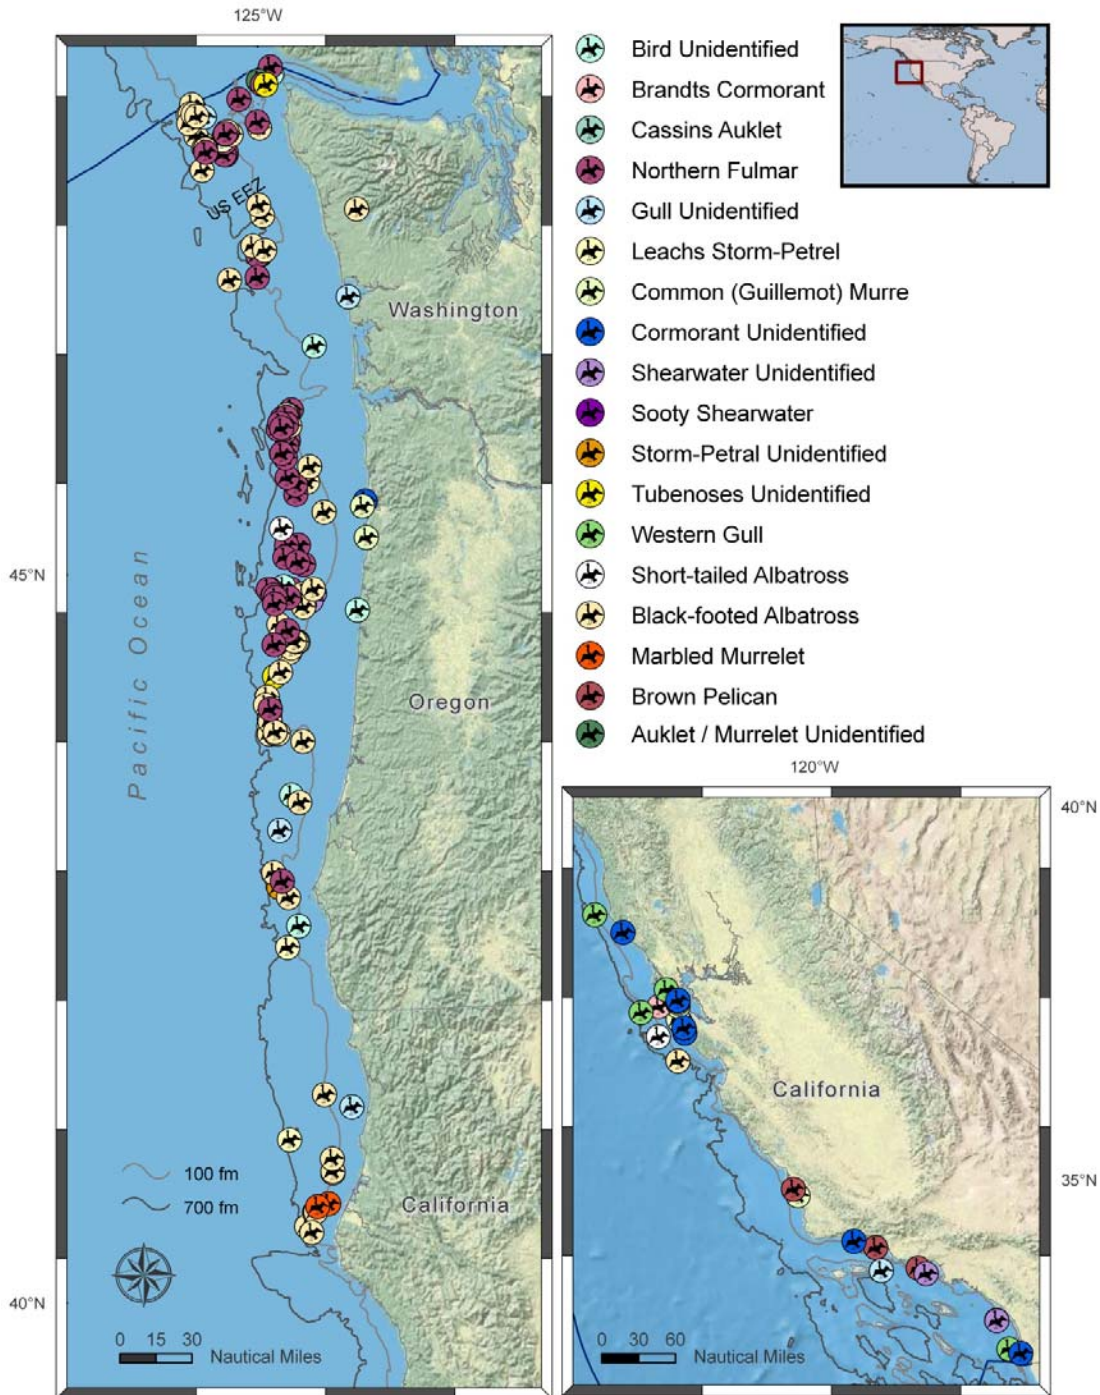 125°W
Bird Unidentified
Brandts Cormorant
Cassins Auklet
Northern Fulmar
Gull Unidentified
Leachs Storm-Petrel
Common (Guillemot) Murre
Cormorant Unidentified
Shearwater Unidentified
Sooty Shearwater
Storm-Petral Unidentified
Tubenoses Unidentified
Western Gull
Short-tailed Albatross
Black-footed Albatross
Marbled Murrelet
Brown Pelican
Auklet / Murrelet Unidentified
US EEZ
Washington
45°N
Pacific Ocean
Oregon
100 fm
700 fm
California
40°N
0 15 30
Nautical Miles
120°W
40°N
California
35°N
0 30 60
Nautical Miles